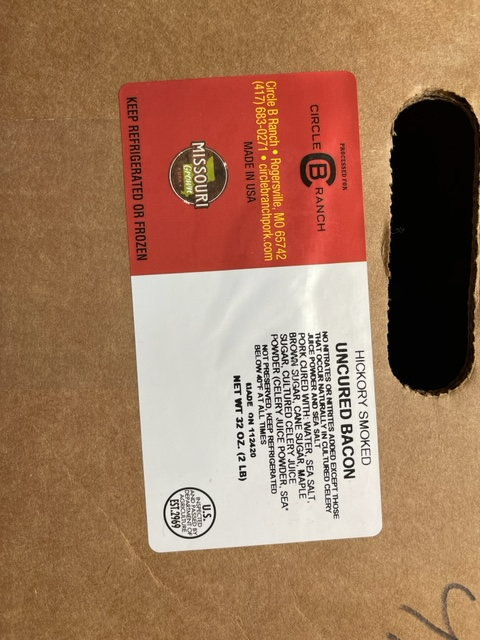 PROCESSED FOR
CIRCLE B RANCH
Circle B Ranch • Rogersville, MO 65742
(417) 683-0271 • circlebranchpork.com
MADE IN USA
MISSOURI
Grown
KEEP REFRIGERATED OR FROZEN
HICKORY SMOKED
UNCURED BACON
NO NITRATES OR NITRITES ADDED EXCEPT THOSE
THAT OCCUR NATURALLY IN CULTURED CELERY
JUICE POWDER AND SEA SALT
PORK CURED WITH: WATER, SEA SALT,
BROWN SUGAR, CANE SUGAR, MAPLE
SUGAR, CULTURED CELERY JUICE
POWDER (CELERY JUICE POWDER, SEA
NOT PRESERVED, KEEP REFRIGERATED
BELOW 40°F AT ALL TIMES
BADE ON 112420
NET WT 32 OZ. (2 LB)
U.S.
INSPECTED
AND PASSED BY
DEPARTMENT OF
AGRICULTURE
EST.2969